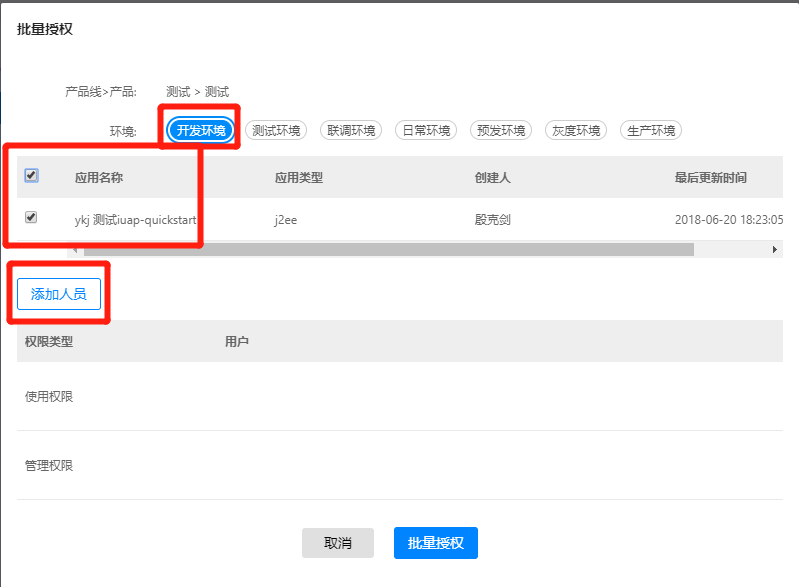 批量授权
产品线>产品: 测试 > 测试
环境: 开发环境 测试环境 联调环境 日常环境 预发环境 灰度环境 生产环境
应用名称 应用类型 创建人 最后更新时间
ykj 测试iuap-quickstart j2ee 殷亮剑 2018-06-20 18:23:05
添加人员
权限类型 用户
使用权限
管理权限
取消 批量授权